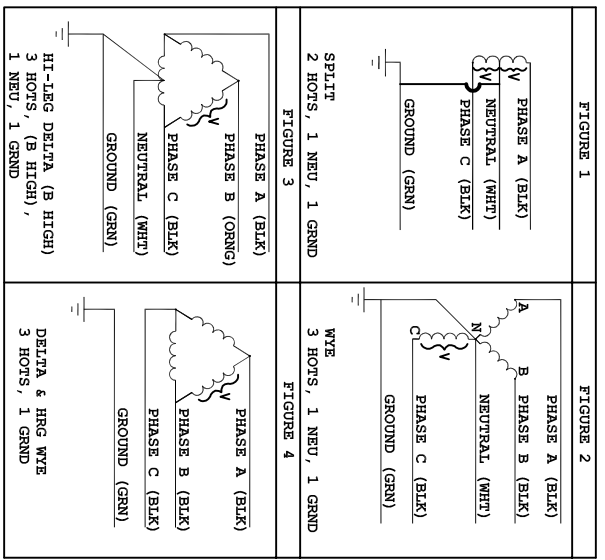 FIGURE 1
V
V
PHASE A (BLK)
NEUTRAL (WHT)
PHASE C (BLK)
GROUND (GRN)
SPLIT
2 HOTS, 1 NEU, 1 GRND
FIGURE 2
A
B
N
C
V
PHASE A (BLK)
PHASE B (BLK)
NEUTRAL (WHT)
PHASE C (BLK)
GROUND (GRN)
WYE
3 HOTS, 1 NEU, 1 GRND
FIGURE 3
V
PHASE A (BLK)
PHASE B (ORNG)
PHASE C (BLK)
NEUTRAL (WHT)
GROUND (GRN)
HI-LEG DELTA (B HIGH)
3 HOTS, (B HIGH),
1 NEU, 1 GRND
FIGURE 4
V
PHASE A (BLK)
PHASE B (BLK)
PHASE C (BLK)
GROUND (GRN)
DELTA & HRG WYE
3 HOTS, 1 GRND